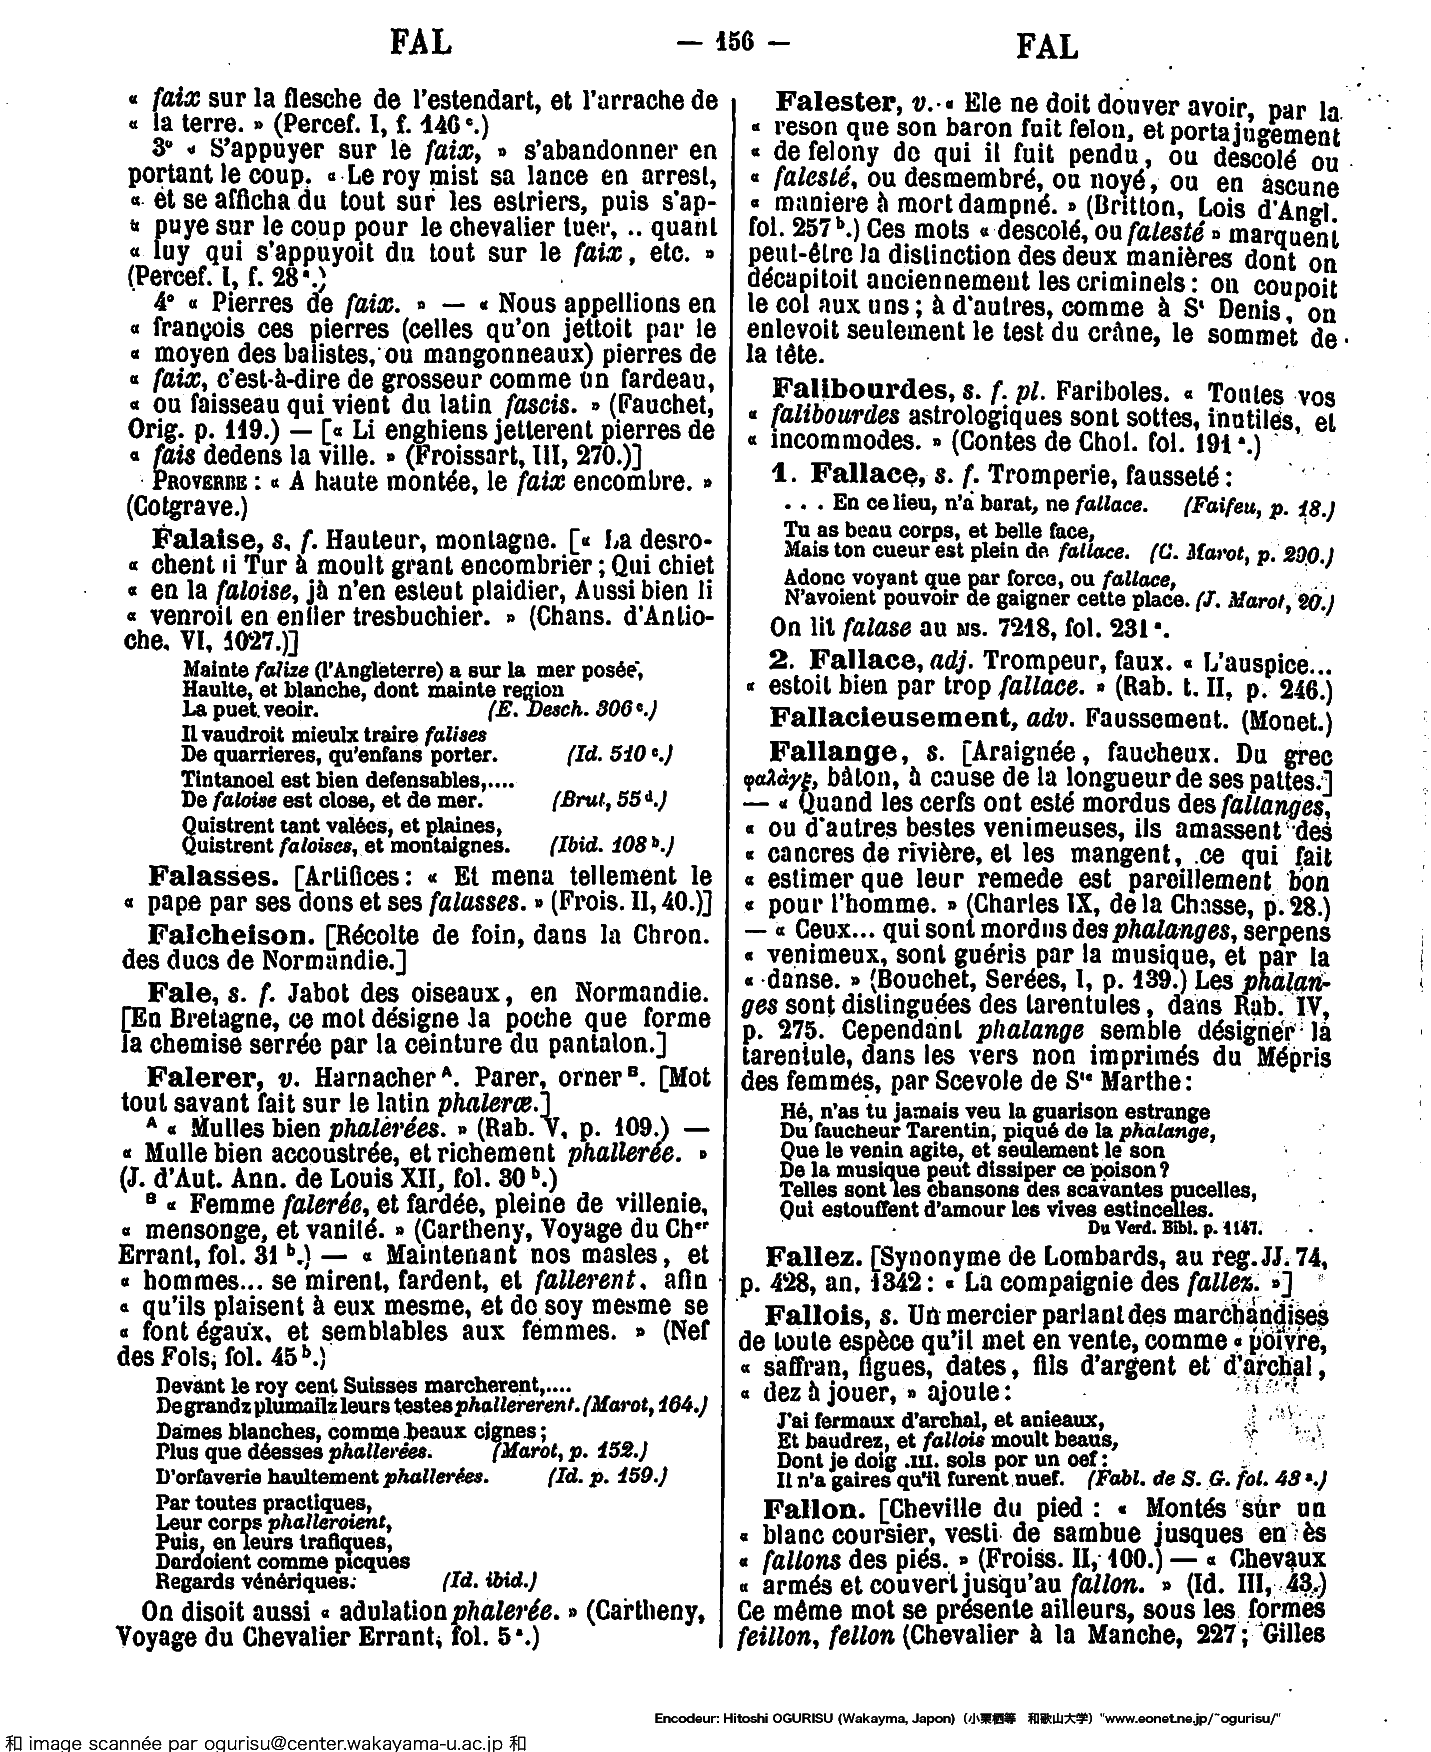 FAL — 156 — FAL
« faix sur la flesche de l'estendart, et l'arrache de
« la terre. » (Percef. I, f. 146 c.)
3° « S'appuyer sur le faix, » s'abandonner en
portant le coup. « Le roy mist sa lance en arrest,
« et se afficha du tout sur les estriers, puis s'ap-
« puye sur le coup pour le chevalier tuer, .. quant
« luy qui s'appuyoit du tout sur le faix, etc. »
(Percef. I, f. 28 a.)
4° « Pierres de faix. » — « Nous appellions en
« françois ces pierres (celles qu'on jettoit par le
« moyen des balistes, ou mangonneaux) pierres de
« faix, c'est-à-dire de grosseur comme un fardeau,
« ou faisseau qui vient du latin fascis. » (Fauchet,
Orig. p. 119.) — [« Li enghiens jetterent pierres de
« fais dedens la ville. » (Froissart, III, 270.)]
PROVERBE : « A haute montée, le faix encombre. »
(Cotgrave.)
Falaise, s. f. Hauteur, montagne. [« La desro-
« chent li Tur à moult grant encombrier ; Qui chiet
« en la faloise, jà n'en esteut plaidier, Aussi bien li
« venroit en enfer tresbuchier. » (Chans. d'Antio-
che, VI, 1027.)]
Mainte falize (l'Angleterre) a sur la mer posée,
Haulte, et blanche, dont mainte region
La puet veoir. (E. Desch. 306 c.)
Il vaudroit mieulx traire falises
De quarrieres, qu'enfans porter. (Id. 510 c.)
Tintanoel est bien defensables,....
De faloise est close, et de mer. (Brut, 55 d.)
Quistrent tant valées, et plaines,
Quistrent faloises, et montaignes. (Ibid. 108 b.)
Falasses. [Artifices : « Et mena tellement le
« pape par ses dons et ses falasses. » (Frois. II, 40.)]
Falcheison. [Récolte de foin, dans la Chron.
des ducs de Normandie.]
Fale, s. f. Jabot des oiseaux, en Normandie.
[En Bretagne, ce mot désigne la poche que forme
la chemise serrée par la ceinture du pantalon.]
Falerer, v. Harnacher A. Parer, orner B. [Mot
tout savant fait sur le latin phaleræ.]
A « Mulles bien phalérées. » (Rab. V, p. 109.) —
« Mulle bien accoustrée, et richement phallerée. »
(J. d'Aut. Ann. de Louis XII, fol. 30 b.)
B « Femme falerée, et fardée, pleine de villenie,
« mensonge, et vanité. » (Cartheny, Voyage du Cher
Errant, fol. 31 b.) — « Maintenant nos masles, et
« hommes... se mirent, fardent, et fallerent, afin
« qu'ils plaisent à eux mesme, et de soy mesme se
« font égaux, et semblables aux femmes. » (Nef
des Fols, fol. 45 b.)
Devant le roy cent Suisses marcherent,....
De grandz plumailz leurs testes phallererent. (Marot, 164.)
Dames blanches, comme beaux cignes ;
Plus que déesses phallerées. (Marot, p. 152.)
D'orfaverie haultement phallerées. (Id. p. 159.)
Par toutes practiques,
Leur corps phalleroient,
Puis, en leurs trafiques,
Dardoient comme picques
Regards vénériques. (Id. ibid.)
On disoit aussi « adulation phalerée. » (Cartheny,
Voyage du Chevalier Errant, fol. 5 a.)
Falester, v. « Ele ne doit douver avoir, par la
« reson que son baron fuit felon, et porta jugement
« de felony de qui il fuit pendu, ou descolé ou
« falesté, ou desmembré, ou noyé, ou en ascune
« maniere à mort dampné. » (Britton, Lois d'Angl.
fol. 257 b.) Ces mots « descolé, ou falesté » marquent
peut-être la distinction des deux manières dont on
décapitoit anciennement les criminels : on coupoit
le col aux uns ; à d'autres, comme à St Denis, on
enlevoit seulement le test du crâne, le sommet de
la tête.
Falibourdes, s. f. pl. Fariboles. « Toutes vos
« falibourdes astrologiques sont sottes, inutiles, et
« incommodes. » (Contes de Chol. fol. 191 a.)
1. Fallace, s. f. Tromperie, fausseté :
. . . En ce lieu, n'a barat, ne fallace. (Faifeu, p. 18.)
Tu as beau corps, et belle face,
Mais ton cueur est plein de fallace. (C. Marot, p. 290.)
Adonc voyant que par force, ou fallace,
N'avoient pouvoir de gaigner cette place. (J. Marot, 20.)
On lit falase au MS. 7218, fol. 231 a.
2. Fallace, adj. Trompeur, faux. « L'auspice...
« estoit bien par trop fallace. » (Rab. t. II, p. 246.)
Fallacieusement, adv. Faussement. (Monet.)
Fallange, s. [Araignée, faucheux. Du grec
φαλάγξ, bâton, à cause de la longueur de ses pattes.]
— « Quand les cerfs ont esté mordus des fallanges,
« ou d'autres bestes venimeuses, ils amassent des
« cancres de rivière, et les mangent, ce qui fait
« estimer que leur remede est pareillement bon
« pour l'homme. » (Charles IX, de la Chasse, p. 28.)
— « Ceux... qui sont mordus des phalanges, serpens
« venimeux, sont guéris par la musique, et par la
« danse. » (Bouchet, Serées, I, p. 139.) Les phalan-
ges sont distinguées des tarentules, dans Rab. IV,
p. 275. Cependant phalange semble désigner la
tarentule, dans les vers non imprimés du Mépris
des femmes, par Scevole de Ste Marthe :
Hé, n'as tu jamais veu la guarison estrange
Du faucheur Tarentin, piqué de la phalange,
Que le venin agite, et seulement le son
De la musique peut dissiper ce poison ?
Telles sont les chansons des sçavantes pucelles,
Qui estouffent d'amour les vives estincelles.
Du Verd. Bibl. p. 1147.
Fallez. [Synonyme de Lombards, au reg. JJ. 74,
p. 428, an. 1342 : « La compaignie des fallez. »]
Fallois, s. Un mercier parlant des marchandises
de toute espèce qu'il met en vente, comme « poivre,
« saffran, figues, dates, fils d'argent et d'archal,
« dez à jouer, » ajoute :
J'ai fermaux d'archal, et anieaux,
Et baudrez, et fallois moult beaus,
Dont je doig .III. sols por un oef :
Il n'a gaires qu'il furent nuef. (Fabl. de S. G. fol. 43 a.)
Fallon. [Cheville du pied : « Montés sur un
« blanc coursier, vesti de sambue jusques en ès
« fallons des piés. » (Froiss. II, 100.) — « Chevaux
« armés et couvert jusqu'au fallon. » (Id. III, 43.)
Ce même mot se présente ailleurs, sous les formes
feillon, fellon (Chevalier à la Manche, 227 ; Gilles
Encodeur: Hitoshi OGURISU (Wakayma, Japon) (小栗栖等 和歌山大学) "www.eonet.ne.jp/~ogurisu/"
和 image scannée par ogurisu@center.wakayama-u.ac.jp 和